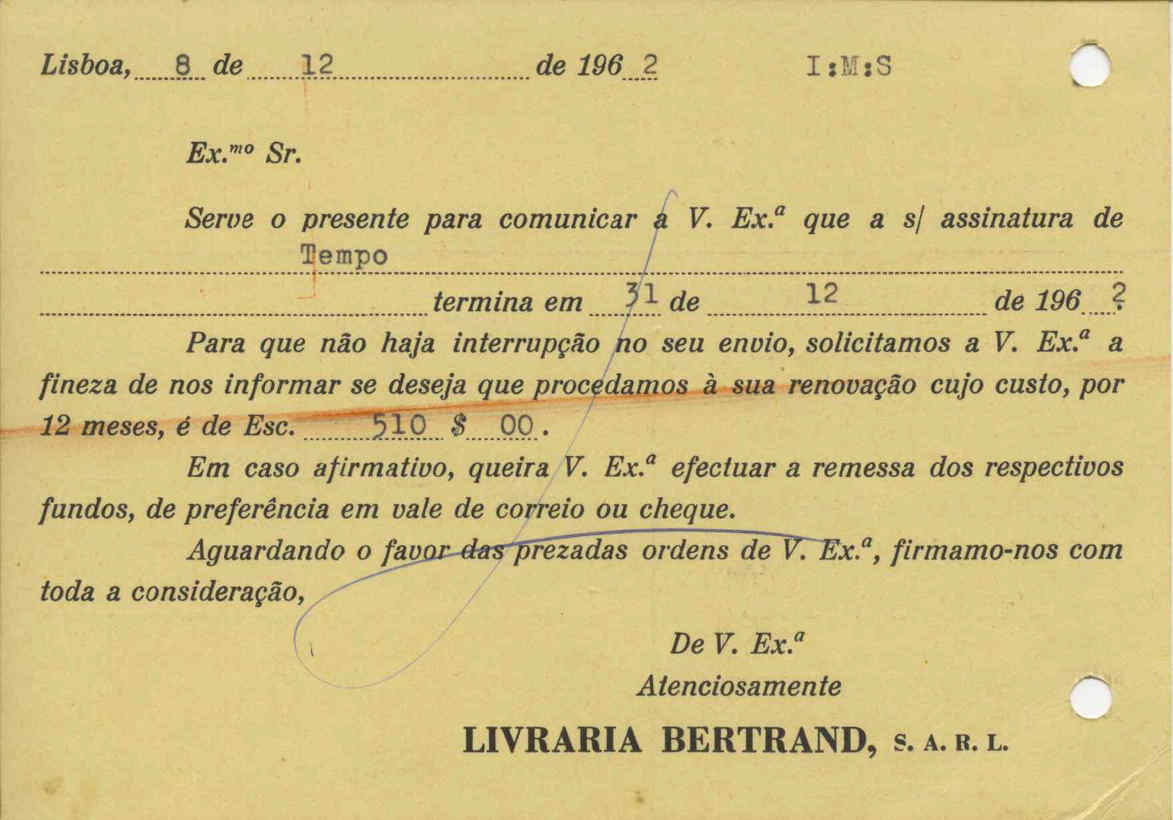 Lisboa, 8 de 12 de 1962 I:M:S
Ex.mo Sr.
Serve o presente para comunicar a V. Ex.ª que a s/ assinatura de
Tempo
termina em 31 de 12 de 1962.
Para que não haja interrupção no seu envio, solicitamos a V. Ex.ª a
fineza de nos informar se deseja que procedamos à sua renovação cujo custo, por
12 meses, é de Esc. 510 $ 00.
Em caso afirmativo, queira V. Ex.ª efectuar a remessa dos respectivos
fundos, de preferência em vale de correio ou cheque.
Aguardando o favor das prezadas ordens de V. Ex.ª, firmamo-nos com
toda a consideração,
De V. Ex.ª
Atenciosamente
LIVRARIA BERTRAND, S. A. R. L.